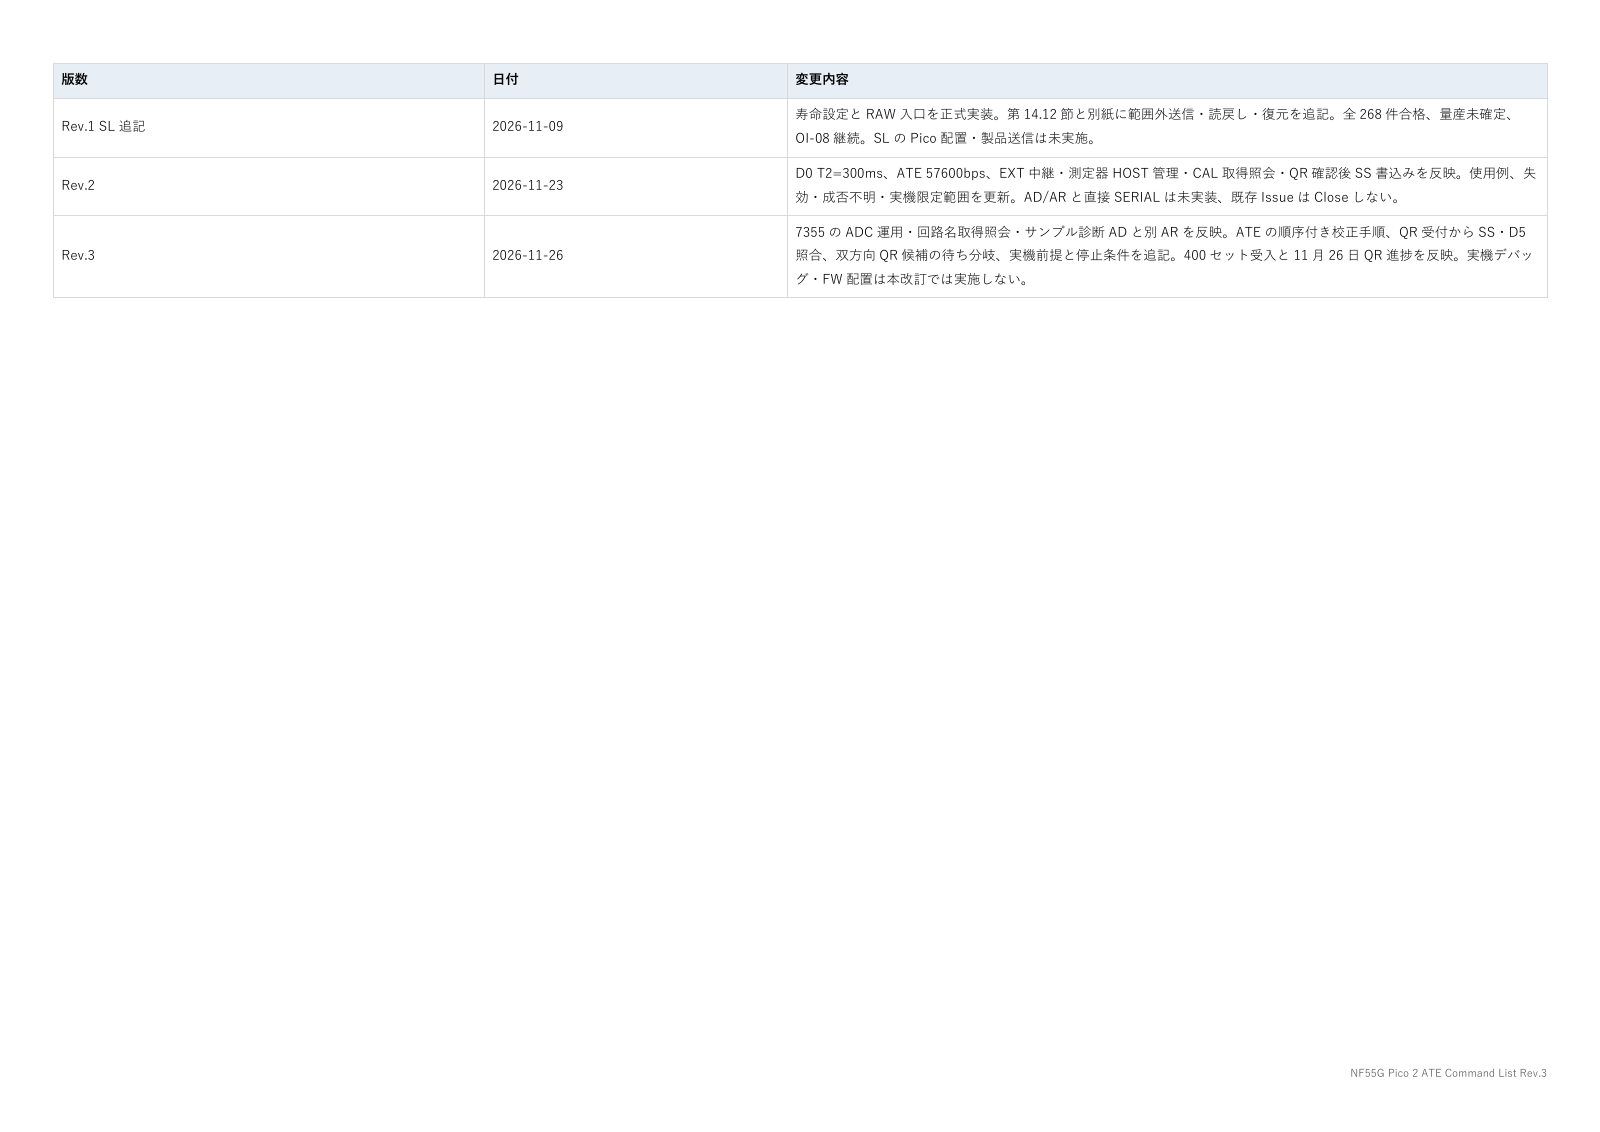 版数 日付 変更内容
Rev.1 SL 追記 2026-11-09 寿命設定と RAW 入口を正式実装。第 14.12 節と別紙に範囲外送信・読戻し・復元を追記。全 268 件合格、量産未確定、
OI-08 継続。SL の Pico 配置・製品送信は未実施。
Rev.2 2026-11-23 D0 T2=300ms、ATE 57600bps、EXT 中継・測定器 HOST 管理・CAL 取得照会・QR 確認後 SS 書込みを反映。使用例、失
効・成否不明・実機限定範囲を更新。AD/AR と直接 SERIAL は未実装、既存 Issue は Close しない。
Rev.3 2026-11-26 7355 の ADC 運用・回路名取得照会・サンプル診断 AD と別 AR を反映。ATE の順序付き校正手順、QR 受付から SS・D5
照合、双方向 QR 候補の待ち分岐、実機前提と停止条件を追記。400 セット受入と 11 月 26 日 QR 進捗を反映。実機デバッ
グ・FW 配置は本改訂では実施しない。
NF55G Pico 2 ATE Command List Rev.3